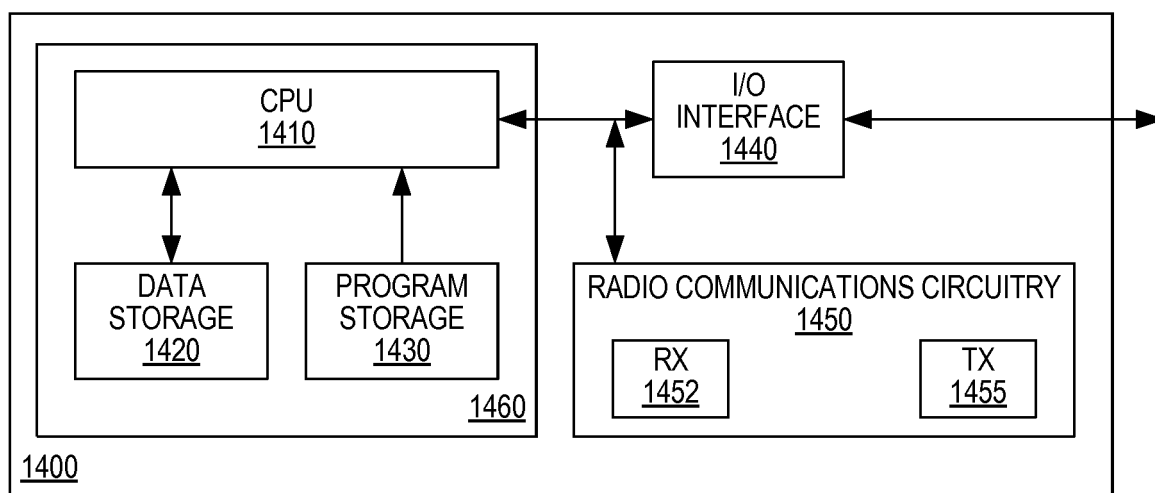 CPU
1410
I/O
INTERFACE
1440
DATA
STORAGE
1420
PROGRAM
STORAGE
1430
1460
RADIO COMMUNICATIONS CIRCUITRY
1450
RX
1452
TX
1455
1400